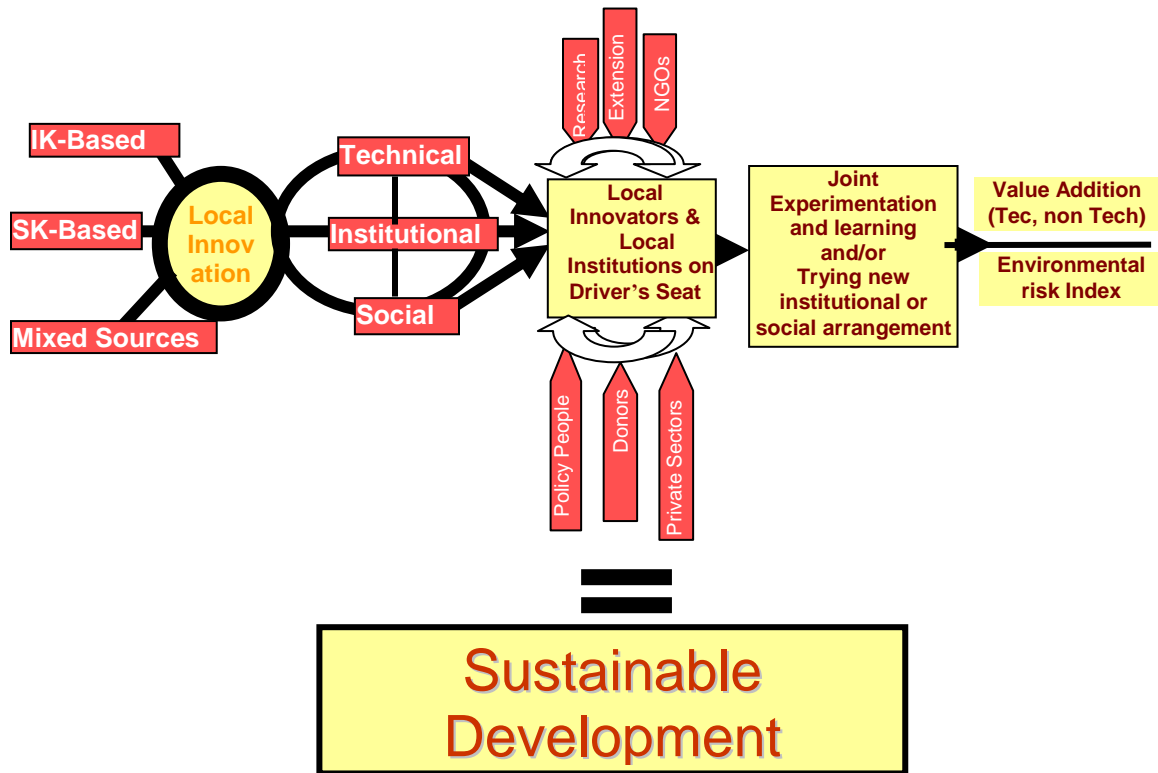 Research
Extension
NGOs
IK-Based
SK-Based
Mixed Sources
Local
Innov
ation
Technical
Institutional
Social
Local
Innovators &
Local
Institutions on
Driver’s Seat
Policy People
Donors
Private Sectors
Joint
Experimentation
and learning
and/or
Trying new
institutional or
social arrangement
Value Addition
(Tec, non Tech)
Environmental
risk Index
=
Sustainable
Development